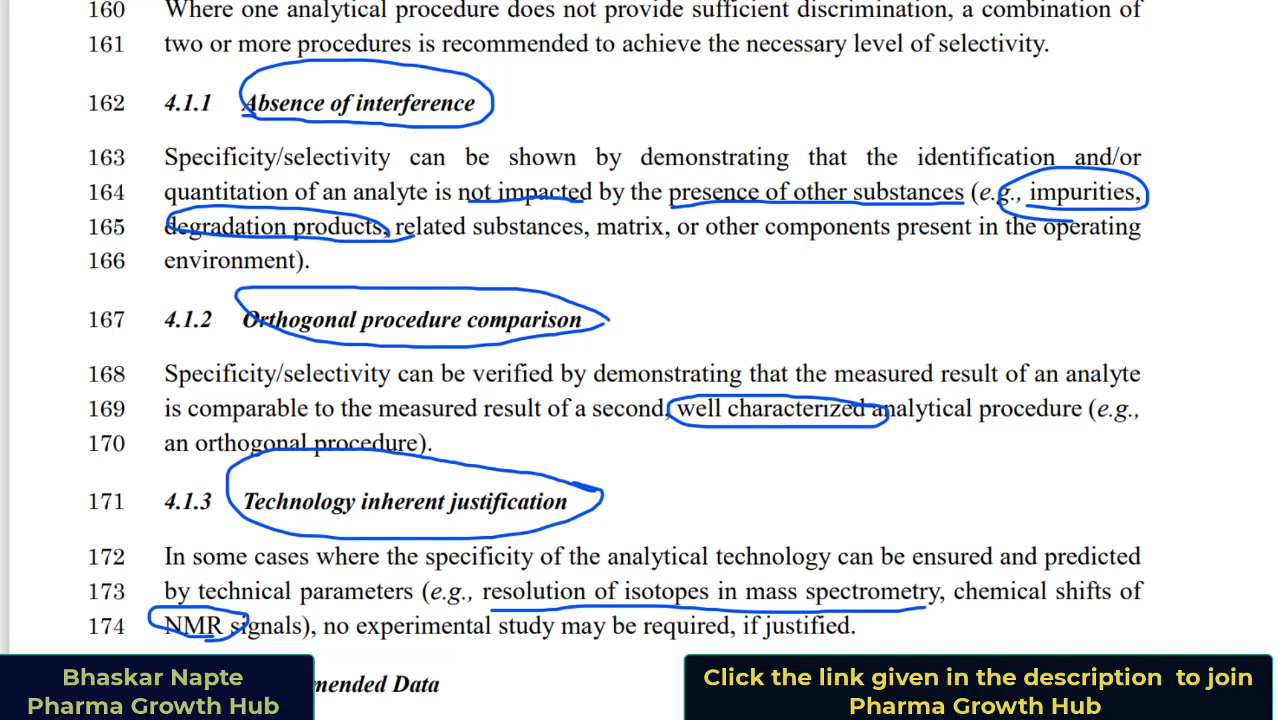 160 Where one analytical procedure does not provide sufficient discrimination, a combination of
161 two or more procedures is recommended to achieve the necessary level of selectivity.
162 4.1.1 Absence of interference
163 Specificity/selectivity can be shown by demonstrating that the identification and/or
164 quantitation of an analyte is not impacted by the presence of other substances (e.g., impurities,
165 degradation products, related substances, matrix, or other components present in the operating
166 environment).
167 4.1.2 Orthogonal procedure comparison
168 Specificity/selectivity can be verified by demonstrating that the measured result of an analyte
169 is comparable to the measured result of a second, well characterized analytical procedure (e.g.,
170 an orthogonal procedure).
171 4.1.3 Technology inherent justification
172 In some cases where the specificity of the analytical technology can be ensured and predicted
173 by technical parameters (e.g., resolution of isotopes in mass spectrometry, chemical shifts of
174 NMR signals), no experimental study may be required, if justified.
Data
Bhaskar Napte
Pharma Growth Hub
Click the link given in the description to join
Pharma Growth Hub